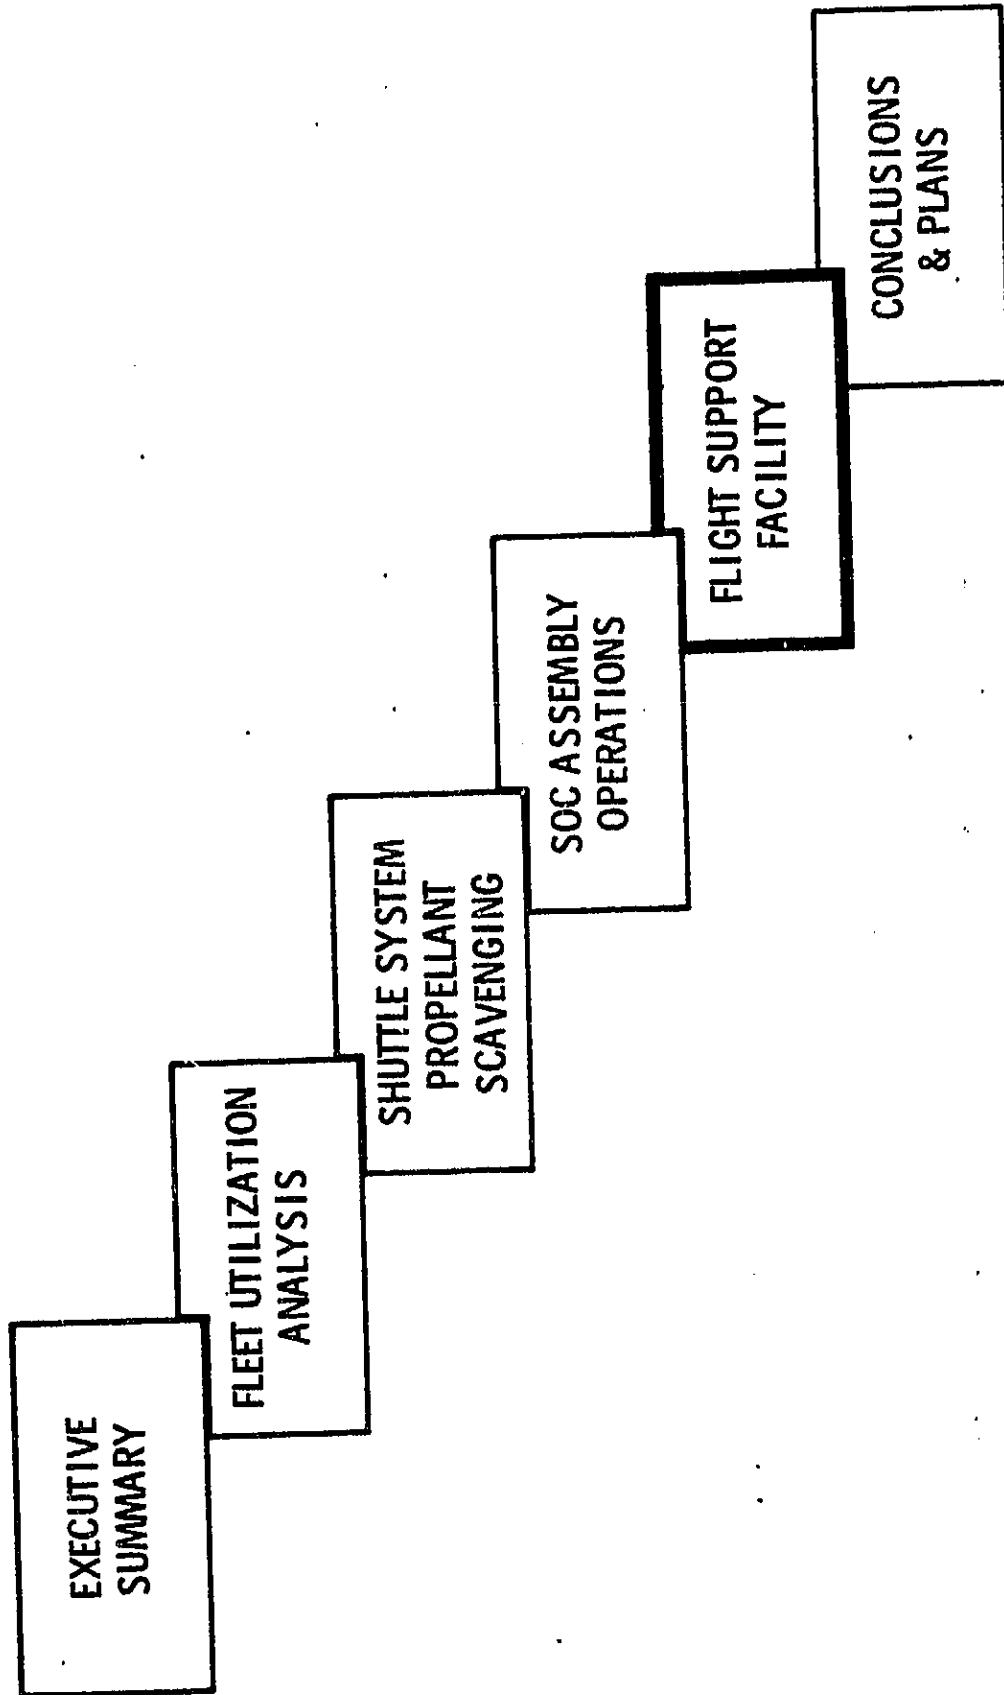 EXECUTIVE
SUMMARY
FLEET UTILIZATION
ANALYSIS
SHUTTLE SYSTEM
PROPELLANT
SCAVENGING
SOC ASSEMBLY
OPERATIONS
FLIGHT SUPPORT
FACILITY
CONCLUSIONS
& PLANS